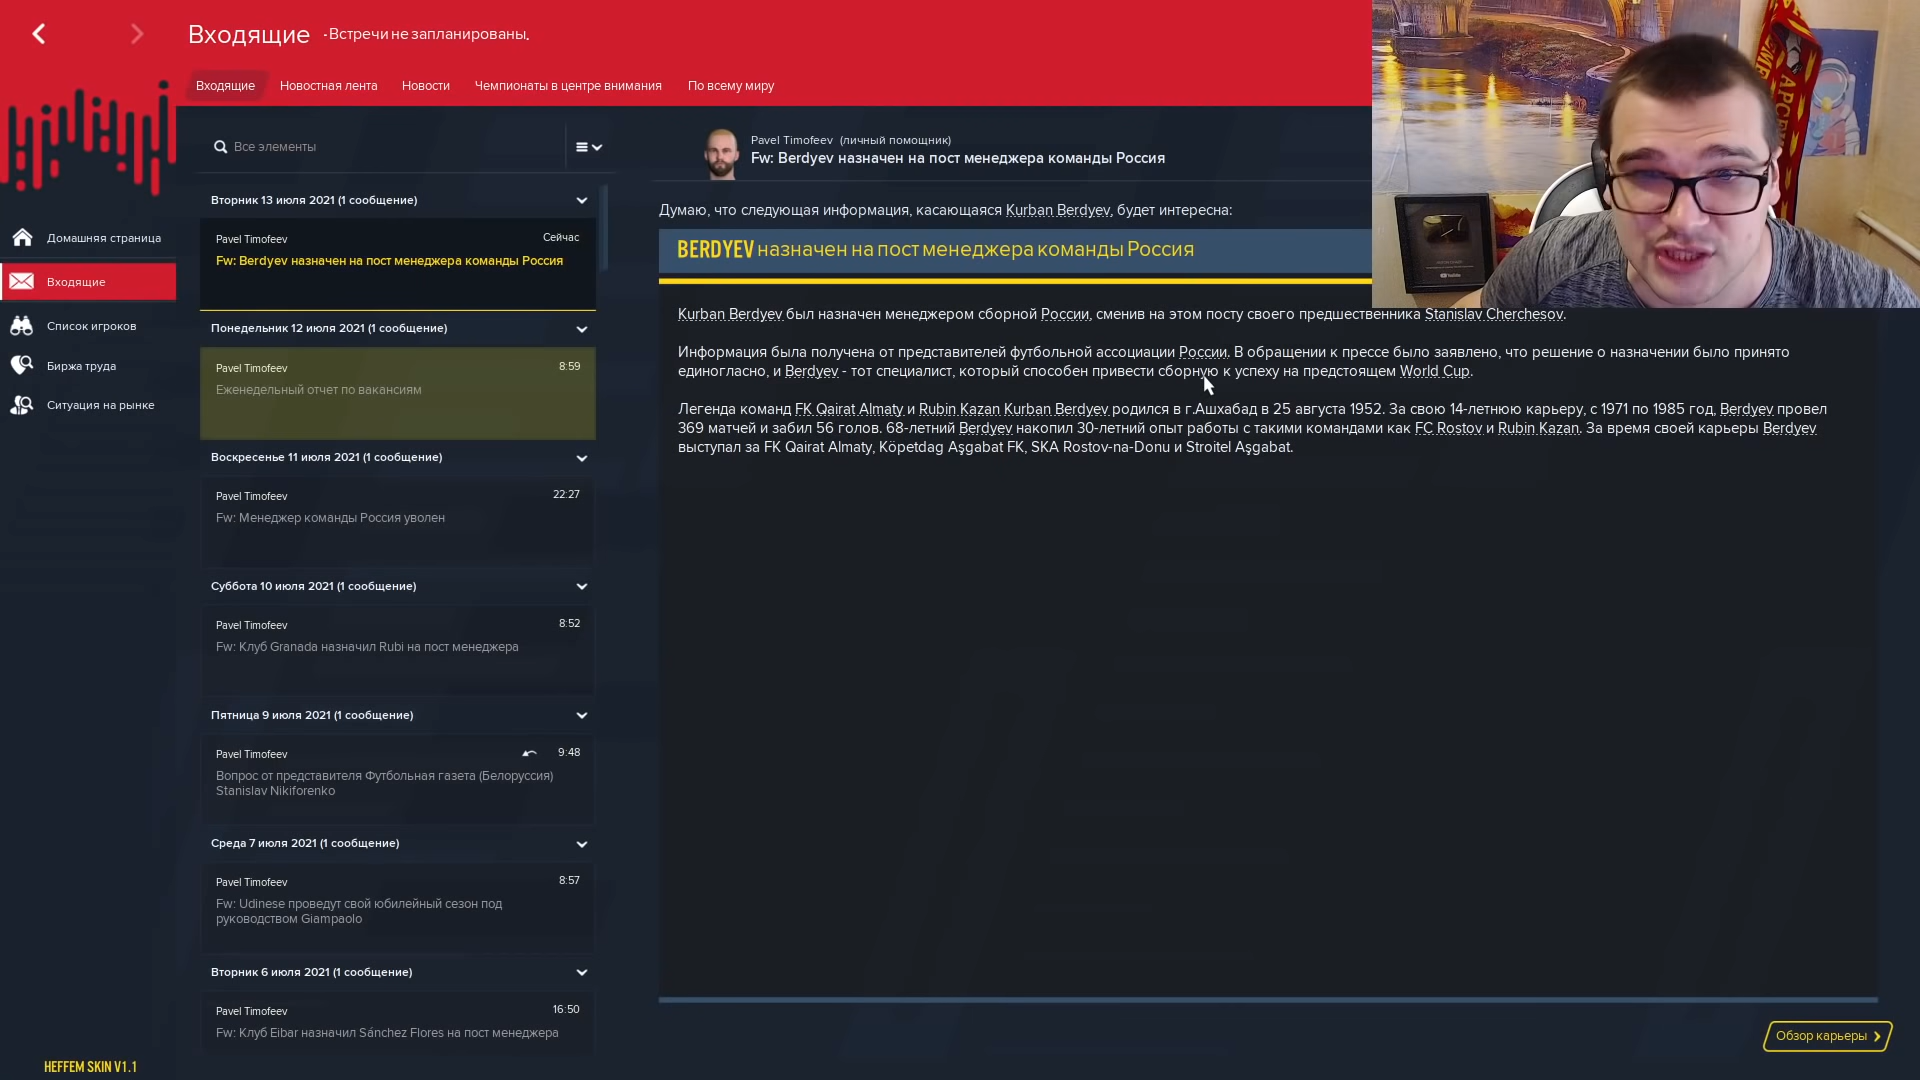 Входящие
- Встречи не запланированы.
Входящие
Новостная лента
Новости
Чемпионаты в центре внимания
По всему миру
Домашняя страница
Входящие
Список игроков
Биржа труда
Ситуация на рынке
HEFFEM SKIN V1.1
Все элементы
Вторник 13 июля 2021 (1 сообщение)
Pavel Timofeev
Сейчас
Fw: Berdyev назначен на пост менеджера команды Россия
Понедельник 12 июля 2021 (1 сообщение)
Pavel Timofeev
8:59
Еженедельный отчет по вакансиям
Воскресенье 11 июля 2021 (1 сообщение)
Pavel Timofeev
22:27
Fw: Менеджер команды Россия уволен
Суббота 10 июля 2021 (1 сообщение)
Pavel Timofeev
8:52
Fw: Клуб Granada назначил Rubi на пост менеджера
Пятница 9 июля 2021 (1 сообщение)
Pavel Timofeev
9:48
Вопрос от представителя Футбольная газета (Белоруссия)
Stanislav Nikiforenko
Среда 7 июля 2021 (1 сообщение)
Pavel Timofeev
8:57
Fw: Udinese проведут свой юбилейный сезон под
руководством Giampaolo
Вторник 6 июля 2021 (1 сообщение)
Pavel Timofeev
16:50
Fw: Клуб Eibar назначил Sánchez Flores на пост менеджера
Pavel Timofeev (личный помощник)
Fw: Berdyev назначен на пост менеджера команды Россия
Думаю, что следующая информация, касающаяся Kurban Berdyev, будет интересна:
BERDYEV назначен на пост менеджера команды Россия
Kurban Berdyev был назначен менеджером сборной России, сменив на этом посту своего предшественника Stanislav Cherchesov.
Информация была получена от представителей футбольной ассоциации России. В обращении к прессе было заявлено, что решение о назначении было принято
единогласно, и Berdyev - тот специалист, который способен привести сборную к успеху на предстоящем World Cup.
Легенда команд FK Qairat Almaty и Rubin Kazan Kurban Berdyev родился в г.Ашхабад в 25 августа 1952. За свою 14-летнюю карьеру, с 1971 по 1985 год, Berdyev провел
369 матчей и забил 56 голов. 68-летний Berdyev накопил 30-летний опыт работы с такими командами как FC Rostov и Rubin Kazan. За время своей карьеры Berdyev
выступал за FK Qairat Almaty, Köpetdag Aşgabat FK, SKA Rostov-na-Donu и Stroitel Aşgabat.
Обзор карьеры